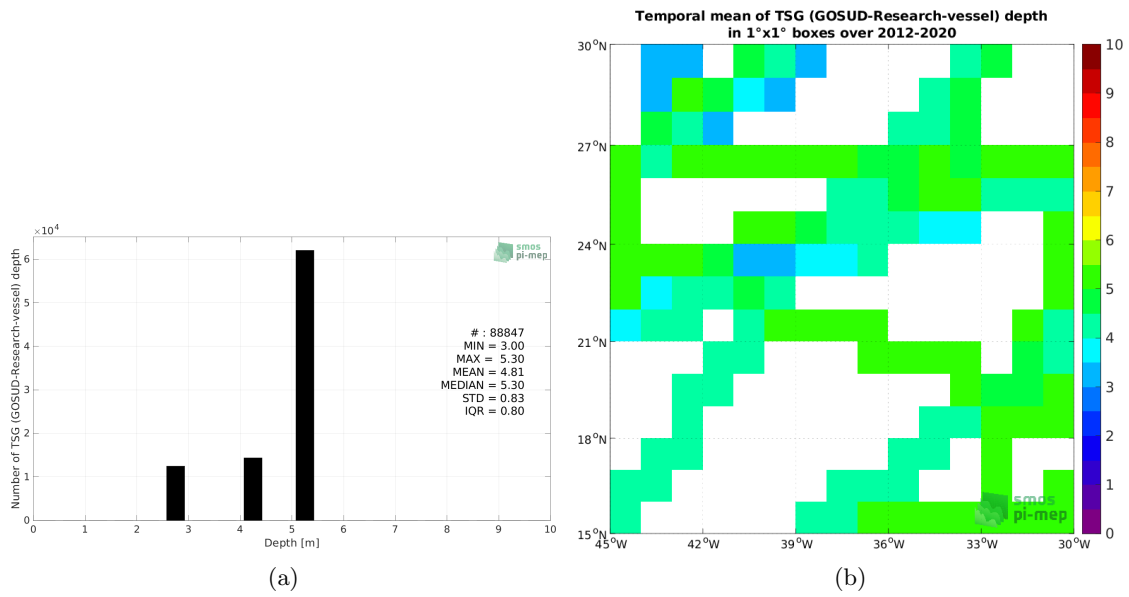 ×10⁴
6
5
4
3
2
1
0
Number of TSG (GOSUD-Research-vessel) depth
smos
pi-mep
# : 88847
MIN = 3.00
MAX = 5.30
MEAN = 4.81
MEDIAN = 5.30
STD = 0.83
IQR = 0.80
0 1 2 3 4 5 6 7 8 9 10
Depth [m]
(a)
Temporal mean of TSG (GOSUD-Research-vessel) depth
in 1°x1° boxes over 2012-2020
30°N
27°N
24°N
21°N
18°N
15°N
45°W 42°W 39°W 36°W 33°W 30°W
smos
pi-mep
10
9
8
7
6
5
4
3
2
1
0
(b)